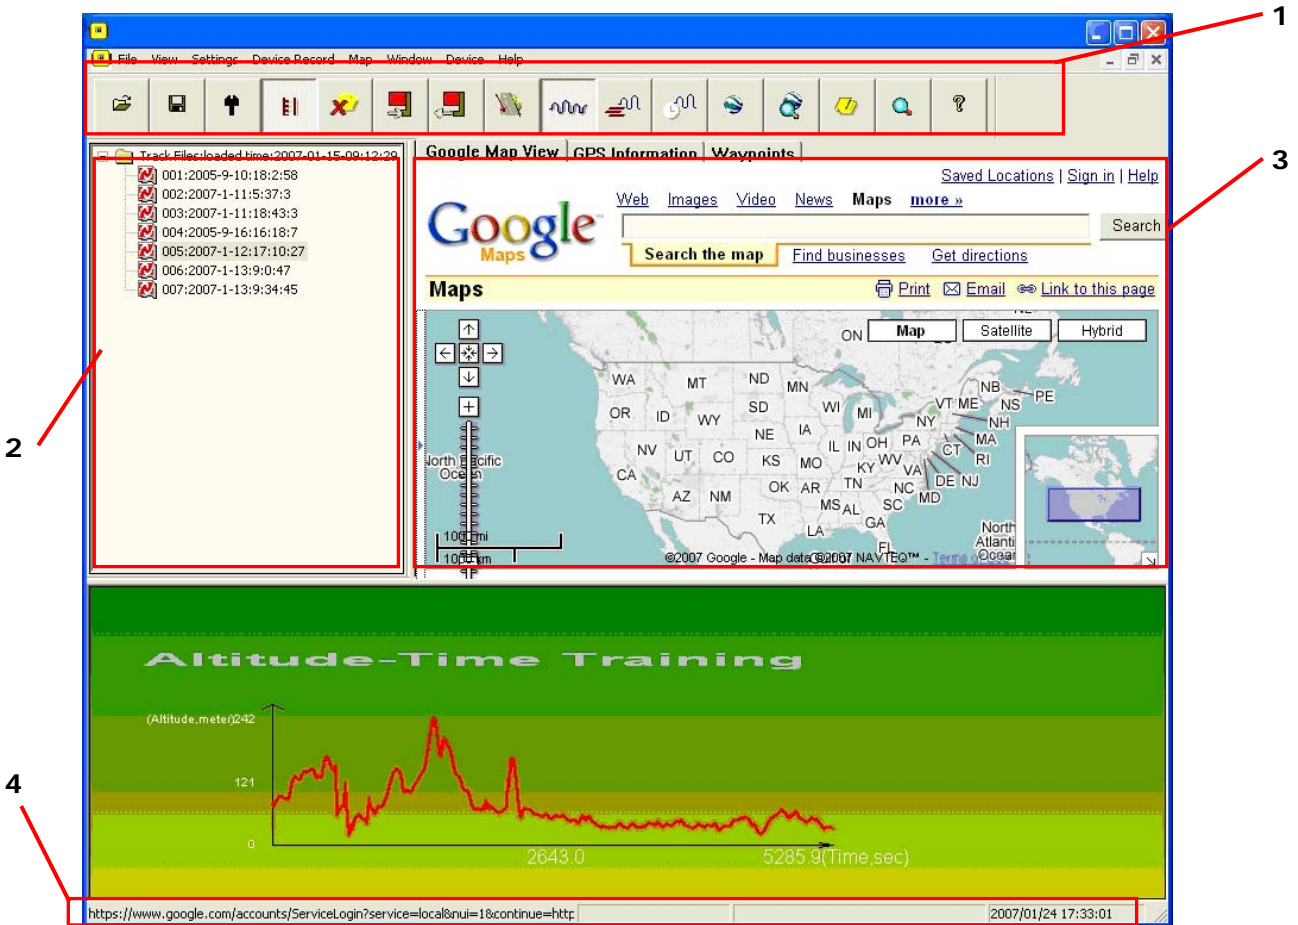 1
File View Settings Device Record Map Window Device Help
Track Files:loaded time:2007-01-15-09:12:29
001:2005-9-10:18:2:58
002:2007-1-11:5:37:3
003:2007-1-11:18:43:3
004:2005-9-16:16:18:7
005:2007-1-12:17:10:27
006:2007-1-13:9:0:47
007:2007-1-13:9:34:45
2
Google Map View GPS Information Waypoints
3
Saved Locations | Sign in | Help
Web Images Video News Maps more »
Google Maps
Search
Search the map Find businesses Get directions
Maps
Print Email Link to this page
ON Map Satellite Hybrid
WA MT ND MN NB PE
OR ID WY SD WI MI VT ME NS
NY NH
NV UT CO NE IA IL IN OH PA CT MA
RI
North Pacific
Ocean
CA KS MO KY WV VA
AZ NM OK AR TN NC DE NJ
MD
MS AL SC
TX LA GA
FL
North
Atlanti
Ocear
1000 mi
1000 km
©2007 Google - Map data ©2007 NAVTEQ™ - Terms of
Altitude-Time Training
(Altitude,meter)242
121
0
2643.0 5285.9(Time,sec)
4
https://www.google.com/accounts/ServiceLogin?service=local&nui=1&continue=http
2007/01/24 17:33:01